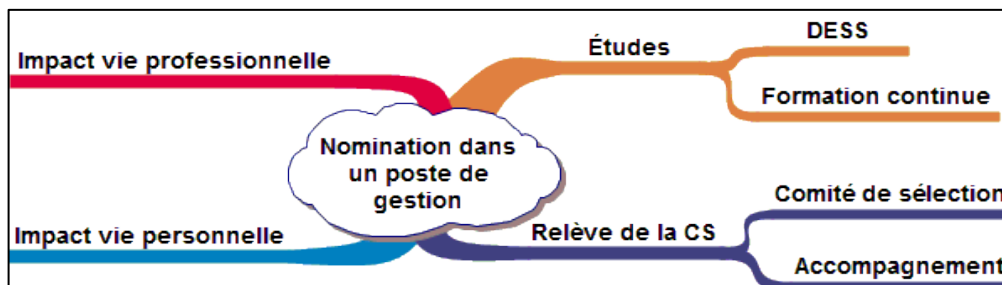 Impact vie professionnelle
Études
DESS
Formation continue
Nomination dans
un poste de
gestion
Impact vie personnelle
Relève de la CS
Comité de sélection
Accompagnement